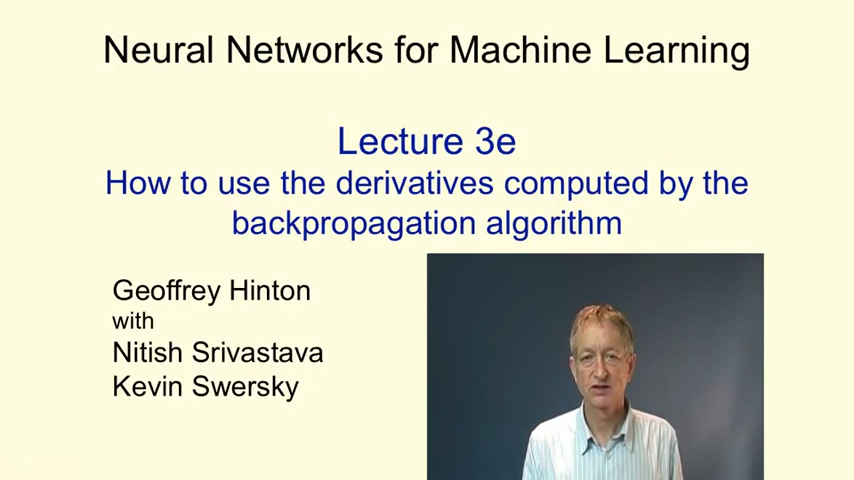 Neural Networks for Machine Learning
Lecture 3e
How to use the derivatives computed by the
backpropagation algorithm
Geoffrey Hinton
with
Nitish Srivastava
Kevin Swersky